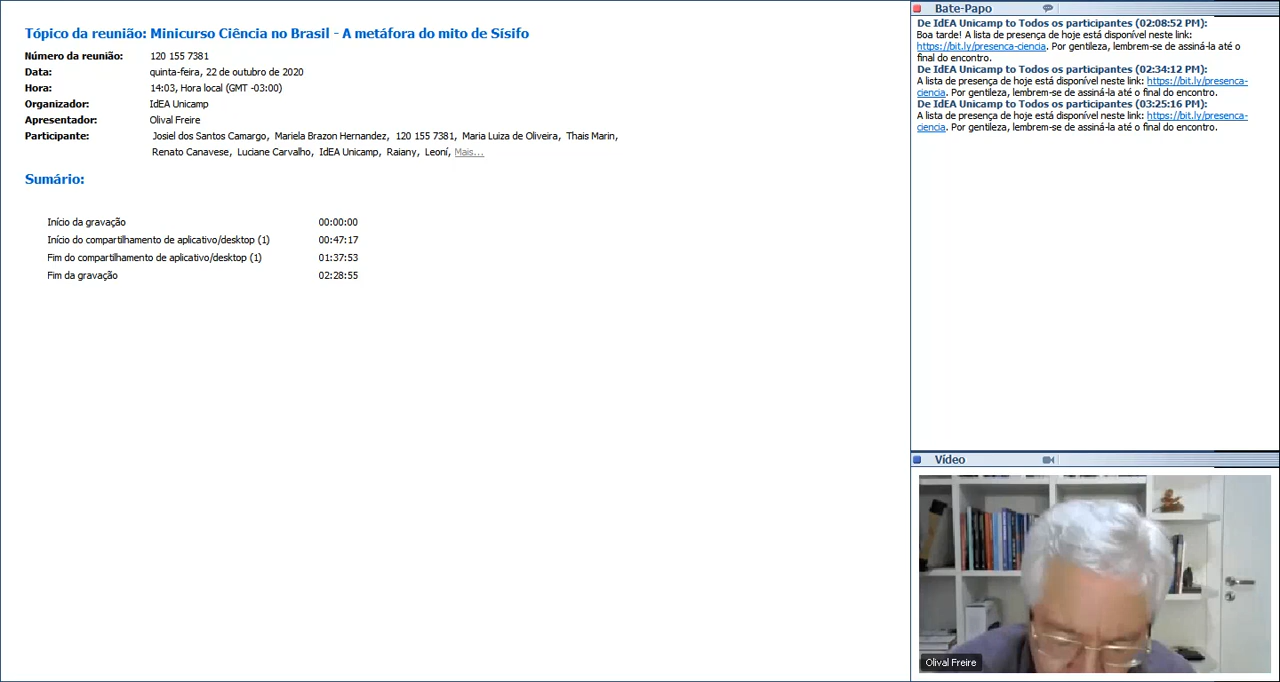 Tópico da reunião: Minicurso Ciência no Brasil - A metáfora do mito de Sísifo
Número da reunião: 120 155 7381
Data: quinta-feira, 22 de outubro de 2020
Hora: 14:03, Hora local (GMT -03:00)
Organizador: IdEA Unicamp
Apresentador: Olival Freire
Participante: Josiel dos Santos Camargo, Mariela Brazon Hernandez, 120 155 7381, Maria Luiza de Oliveira, Thais Marin,
Renato Canavese, Luciane Carvalho, IdEA Unicamp, Raiany, Leoní, Mais...
Sumário:
Início da gravação 00:00:00
Início do compartilhamento de aplicativo/desktop (1) 00:47:17
Fim do compartilhamento de aplicativo/desktop (1) 01:37:53
Fim da gravação 02:28:55
Bate-Papo
De IdEA Unicamp to Todos os participantes (02:08:52 PM):
Boa tarde! A lista de presença de hoje está disponível neste link:
https://bit.ly/presenca-ciencia. Por gentileza, lembrem-se de assiná-la até o
final do encontro.
De IdEA Unicamp to Todos os participantes (02:34:12 PM):
A lista de presença de hoje está disponível neste link: https://bit.ly/presenca-
ciencia. Por gentileza, lembrem-se de assiná-la até o final do encontro.
De IdEA Unicamp to Todos os participantes (03:25:16 PM):
A lista de presença de hoje está disponível neste link: https://bit.ly/presenca-
ciencia. Por gentileza, lembrem-se de assiná-la até o final do encontro.
Vídeo
Olival Freire